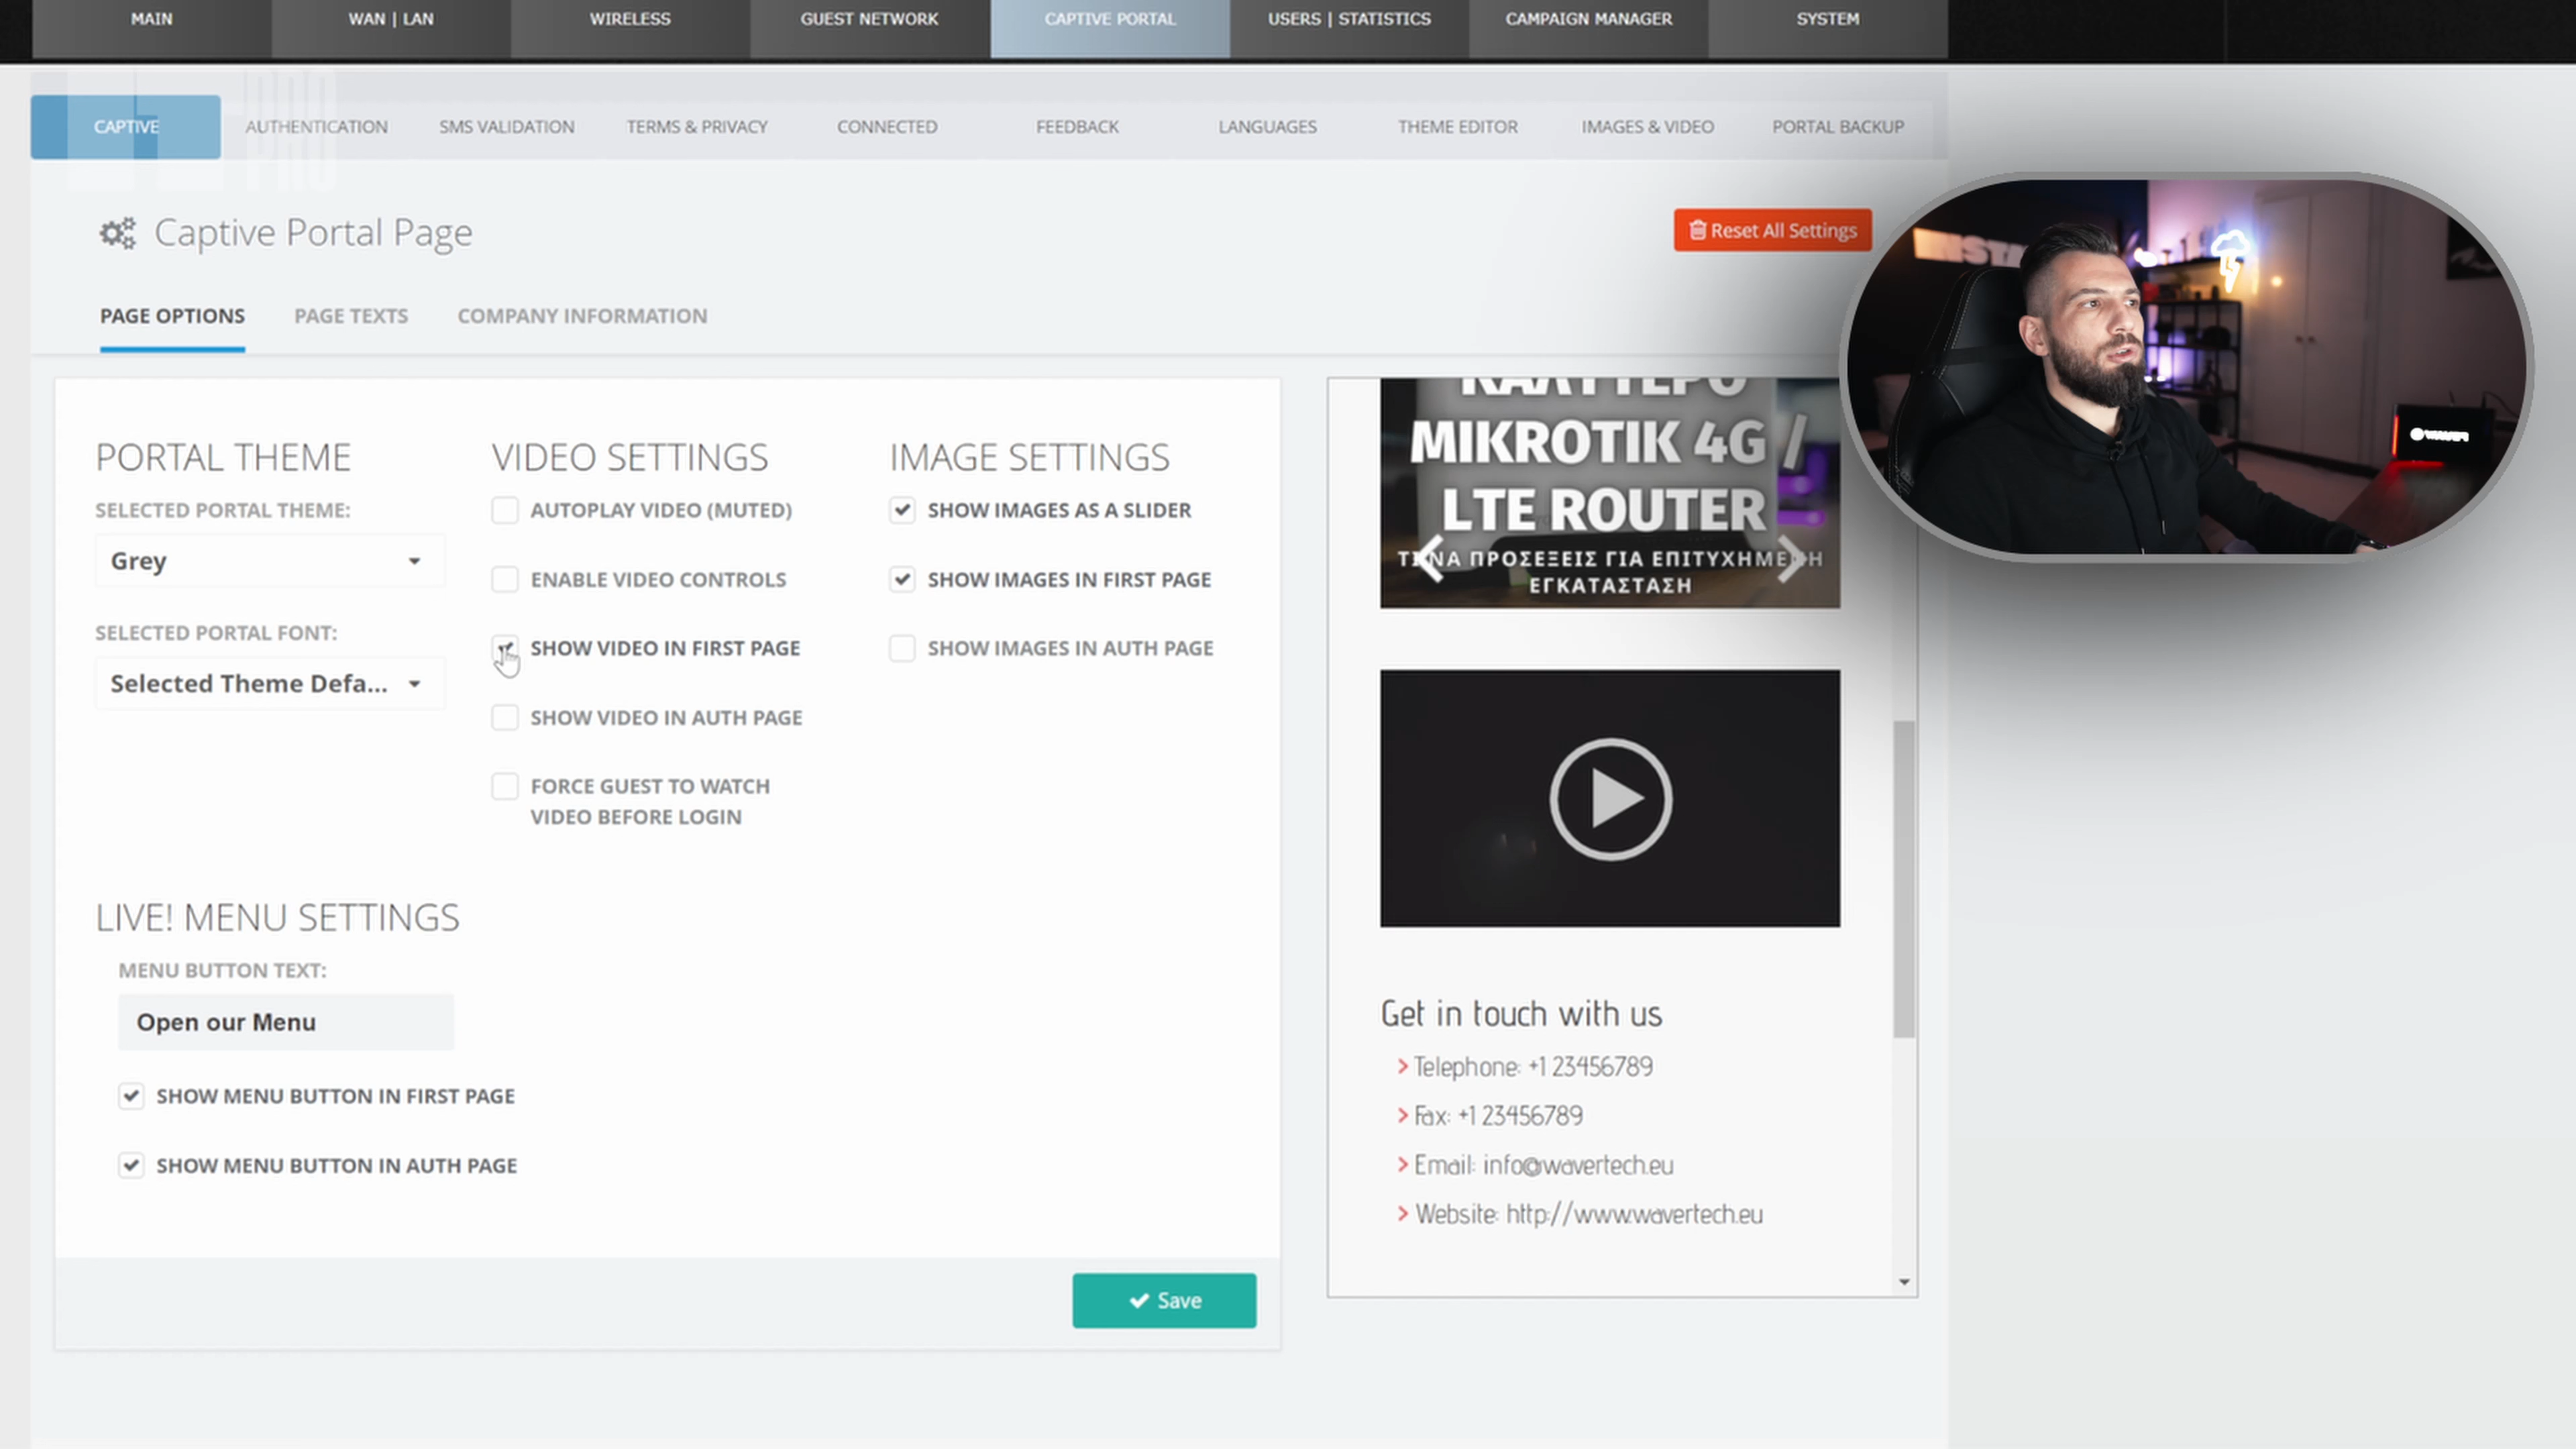 MAIN
WAN | LAN
WIRELESS
GUEST NETWORK
CAPTIVE PORTAL
USERS | STATISTICS
CAMPAIGN MANAGER
SYSTEM
PRO
CAPTIVE
AUTHENTICATION
SMS VALIDATION
TERMS & PRIVACY
CONNECTED
FEEDBACK
LANGUAGES
THEME EDITOR
IMAGES & VIDEO
PORTAL BACKUP
Captive Portal Page
Reset All Settings
PAGE OPTIONS
PAGE TEXTS
COMPANY INFORMATION
PORTAL THEME
SELECTED PORTAL THEME:
Grey
SELECTED PORTAL FONT:
Selected Theme Defa...
VIDEO SETTINGS
AUTOPLAY VIDEO (MUTED)
ENABLE VIDEO CONTROLS
SHOW VIDEO IN FIRST PAGE
SHOW VIDEO IN AUTH PAGE
FORCE GUEST TO WATCH
VIDEO BEFORE LOGIN
IMAGE SETTINGS
SHOW IMAGES AS A SLIDER
SHOW IMAGES IN FIRST PAGE
SHOW IMAGES IN AUTH PAGE
LIVE! MENU SETTINGS
MENU BUTTON TEXT:
Open our Menu
SHOW MENU BUTTON IN FIRST PAGE
SHOW MENU BUTTON IN AUTH PAGE
Save
ΚΑΛΥΤΕΡΟ
MIKROTIK 4G /
LTE ROUTER
ΤΙ ΝΑ ΠΡΟΣΕΞΕΙΣ ΓΙΑ ΕΠΙΤΥΧΗΜΕΝΗ
ΕΓΚΑΤΑΣΤΑΣΗ
Get in touch with us
Telephone: +1 23456789
Fax: +1 23456789
Email: info@wavertech.eu
Website: http://www.wavertech.eu